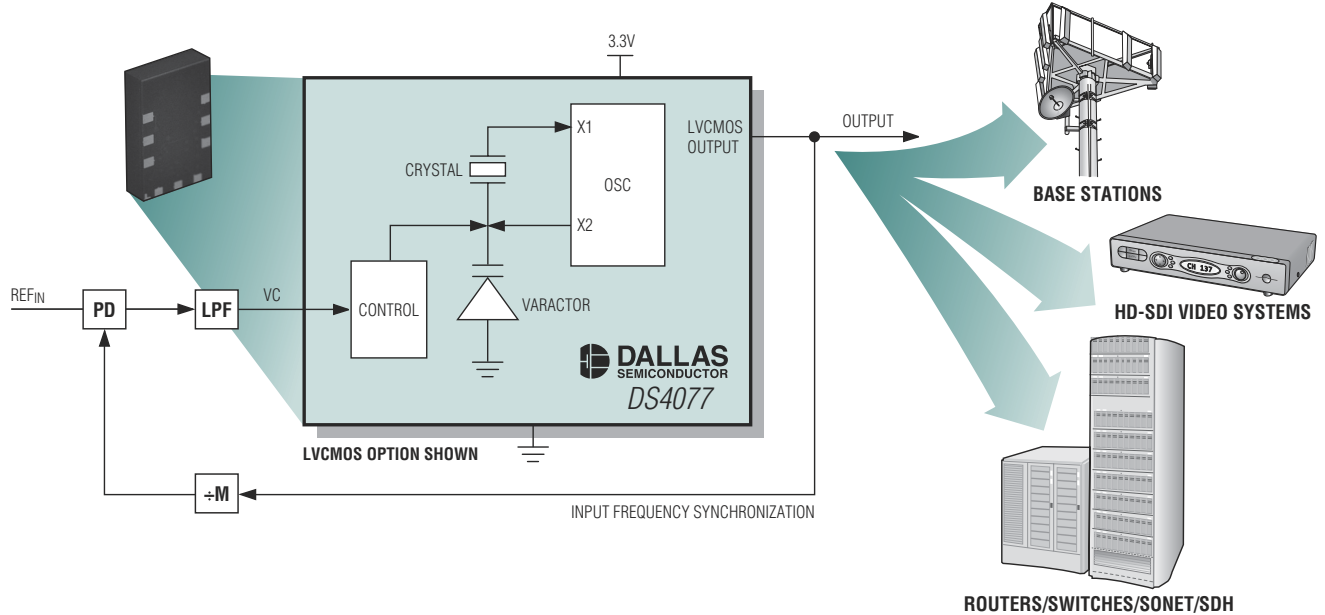 3.3V
X1
LVCMOS
OUTPUT
OUTPUT
CRYSTAL
OSC
X2
BASE STATIONS
REFIN
PD
LPF
VC
CONTROL
VARACTOR
CH 137
HD-SDI VIDEO SYSTEMS
DALLAS
SEMICONDUCTOR
DS4077
LVCMOS OPTION SHOWN
÷M
INPUT FREQUENCY SYNCHRONIZATION
ROUTERS/SWITCHES/SONET/SDH